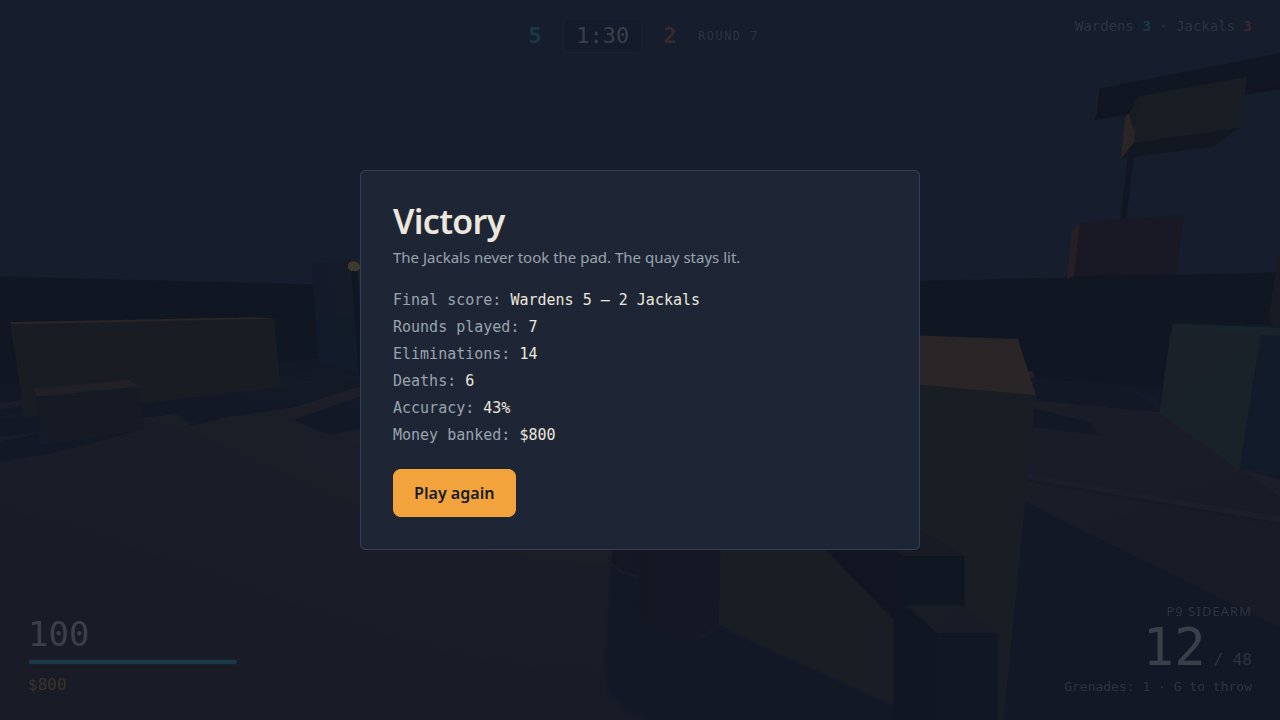 5 1:30 2 ROUND 7
Wardens 3 · Jackals 3
Victory
The Jackals never took the pad. The quay stays lit.
Final score: Wardens 5 — 2 Jackals
Rounds played: 7
Eliminations: 14
Deaths: 6
Accuracy: 43%
Money banked: $800
Play again
100
$800
P9 SIDEARM
12 / 48
Grenades: 1 · G to throw